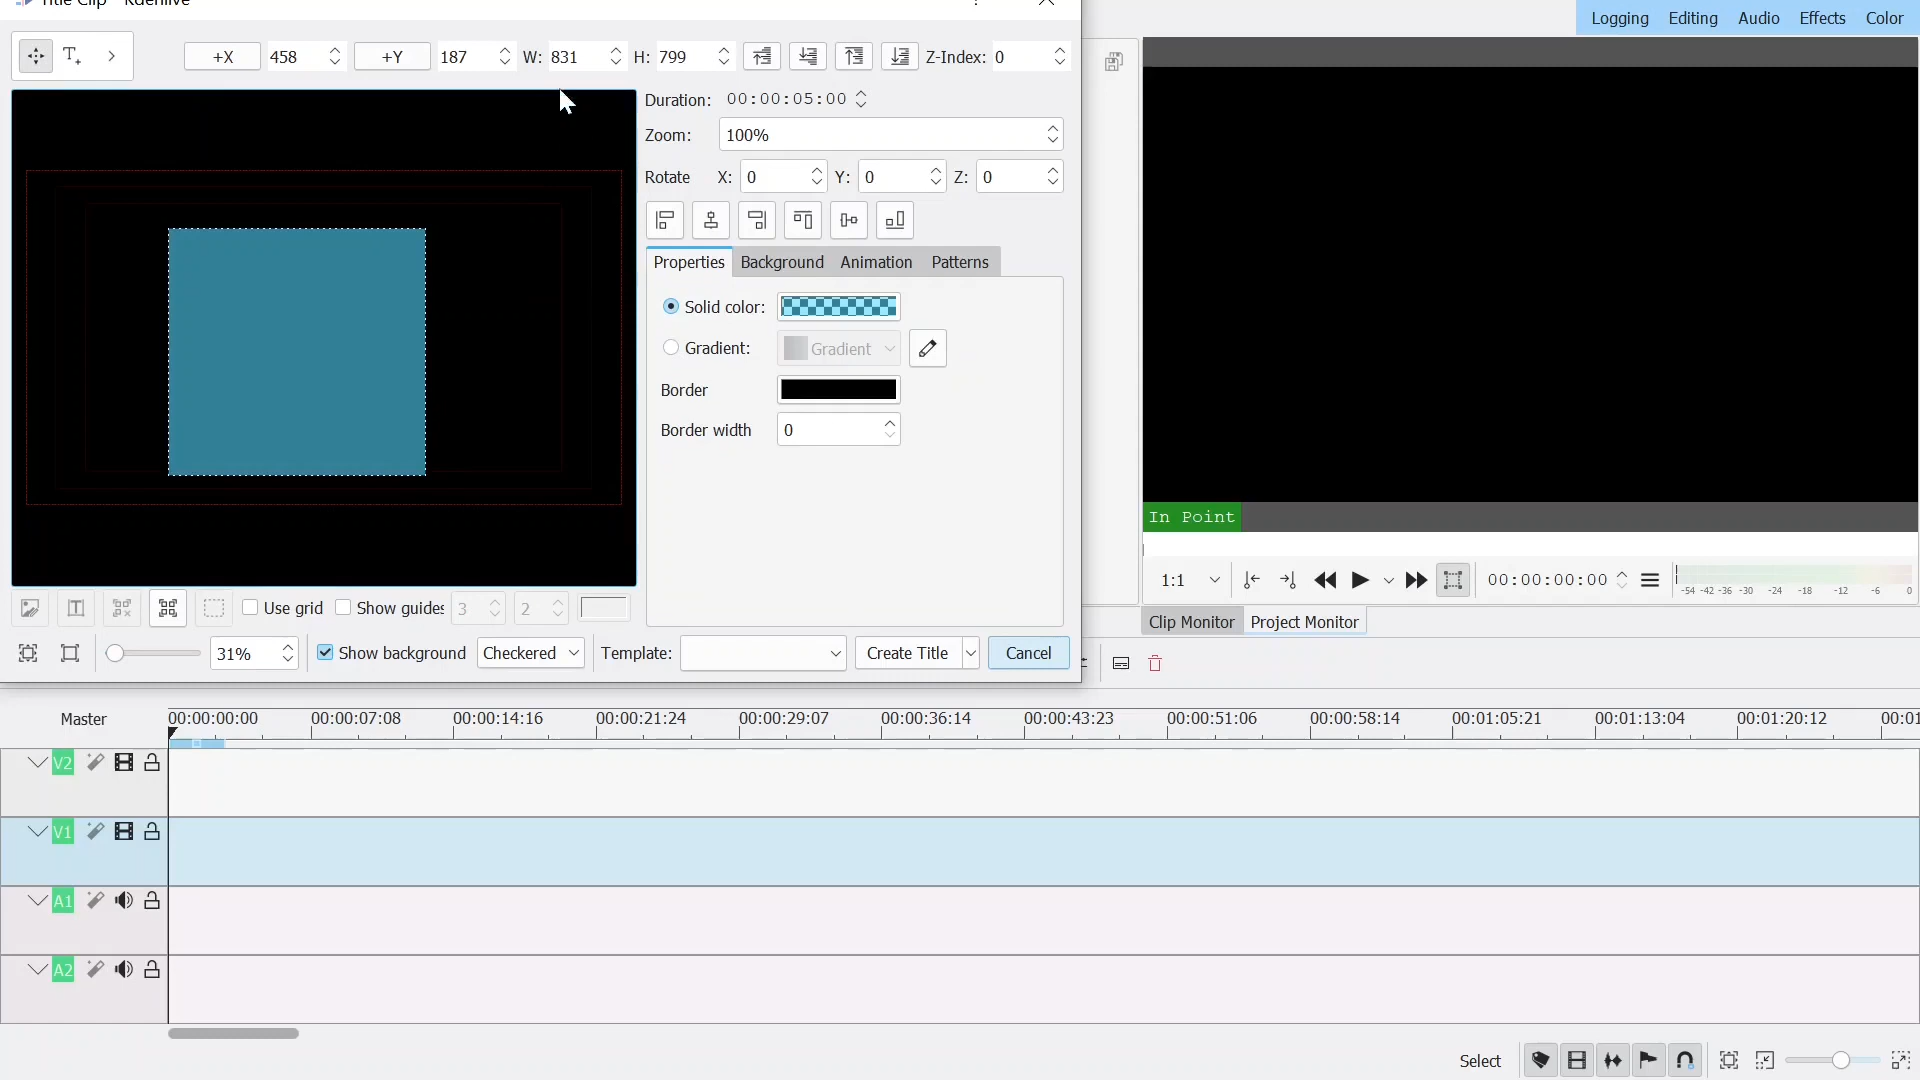 Title Clip — Kdenlive
Logging Editing Audio Effects Color
+X 458 +Y 187 W: 831 H: 799 Z-Index: 0
Duration: 00:00:05:00
Zoom: 100%
Rotate X: 0 Y: 0 Z: 0
Properties Background Animation Patterns
Solid color:
Gradient: Gradient
Border
Border width 0
In Point
1:1 00:00:00:00 -54 -42 -36 -30 -24 -18 -12 -6 0
Use grid Show guides 3 2
Clip Monitor Project Monitor
31% Show background Checkered Template: Create Title Cancel
Master 00:00:00:00 00:00:07:08 00:00:14:16 00:00:21:24 00:00:29:07 00:00:36:14 00:00:43:23 00:00:51:06 00:00:58:14 00:01:05:21 00:01:13:04 00:01:20:12 00:01
V2
V1
A1
A2
Select